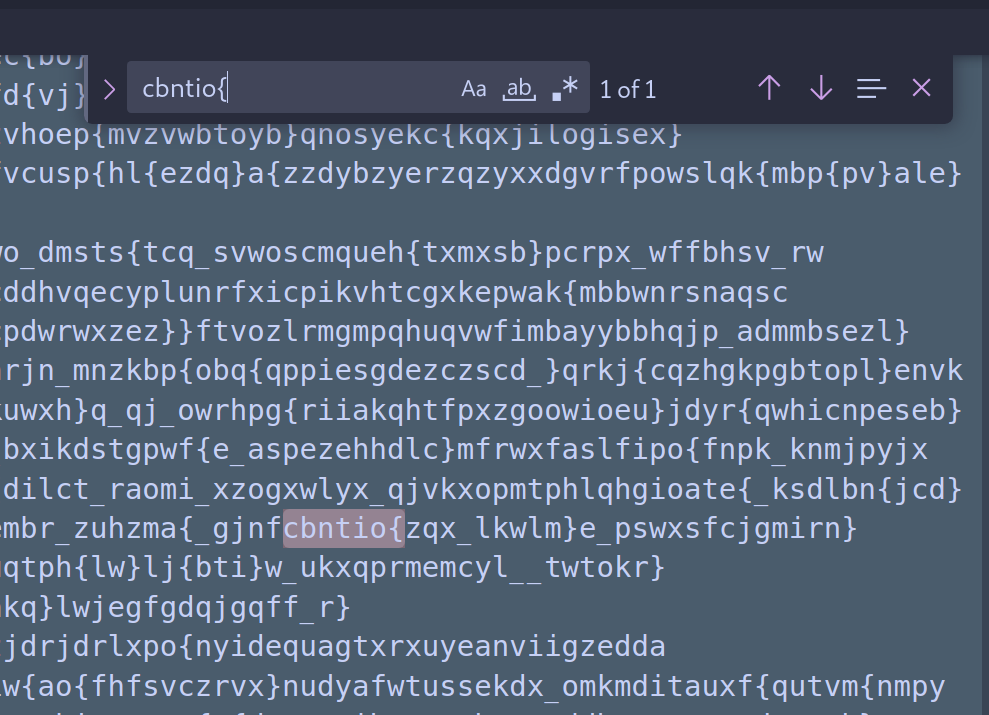 c{bo}
cbntio{ Aa ab .* 1 of 1
d{vj}
vhoep{mvzvwbtoyb}qnosyekc{kqxjilogisex}
vcusp{hl{ezdq}a{zzdybzyerzqzyxxdgvrfpowslqk{mbp{pv}ale}
o_dmsts{tcq_svwoscmqueh{txmxsb}pcrpx_wffbhsv_rw
ddhvqecyplunrfxicpikvhtcgxkepwak{mbbwnrsnaqsc
pdwrwxzez}}ftvozlrmgmpqhuqvwfimbayybbhqjp_admmbsezl}
rjn_mnzkbp{obq{qppiesgdezczscd_}qrkj{cqzhgkpgbtopl}envk
uwxh}q_qj_owrhpg{riiakqhtfpxzgoowioeu}jdyr{qwhicnpeseb}
bxikdstgpwf{e_aspezehhdlc}mfrwxfaslfipo{fnpk_knmjpyjx
dilct_raomi_xzogxwlyx_qjvkxopmtphlqhgioate{_ksdlbn{jcd}
mbr_zuhzma{_gjnfcbntio{zqx_lkwlm}e_pswxsfcjgmirn}
qtph{lw}lj{bti}w_ukxqprmemcyl__twtokr}
kq}lwjegfgdqjgqff_r}
jdrjdrlxpo{nyidequagtxrxuyeanviigzedda
w{ao{fhfsvczrvx}nudyafwtussekdx_omkmditauxf{qutvm{nmpy